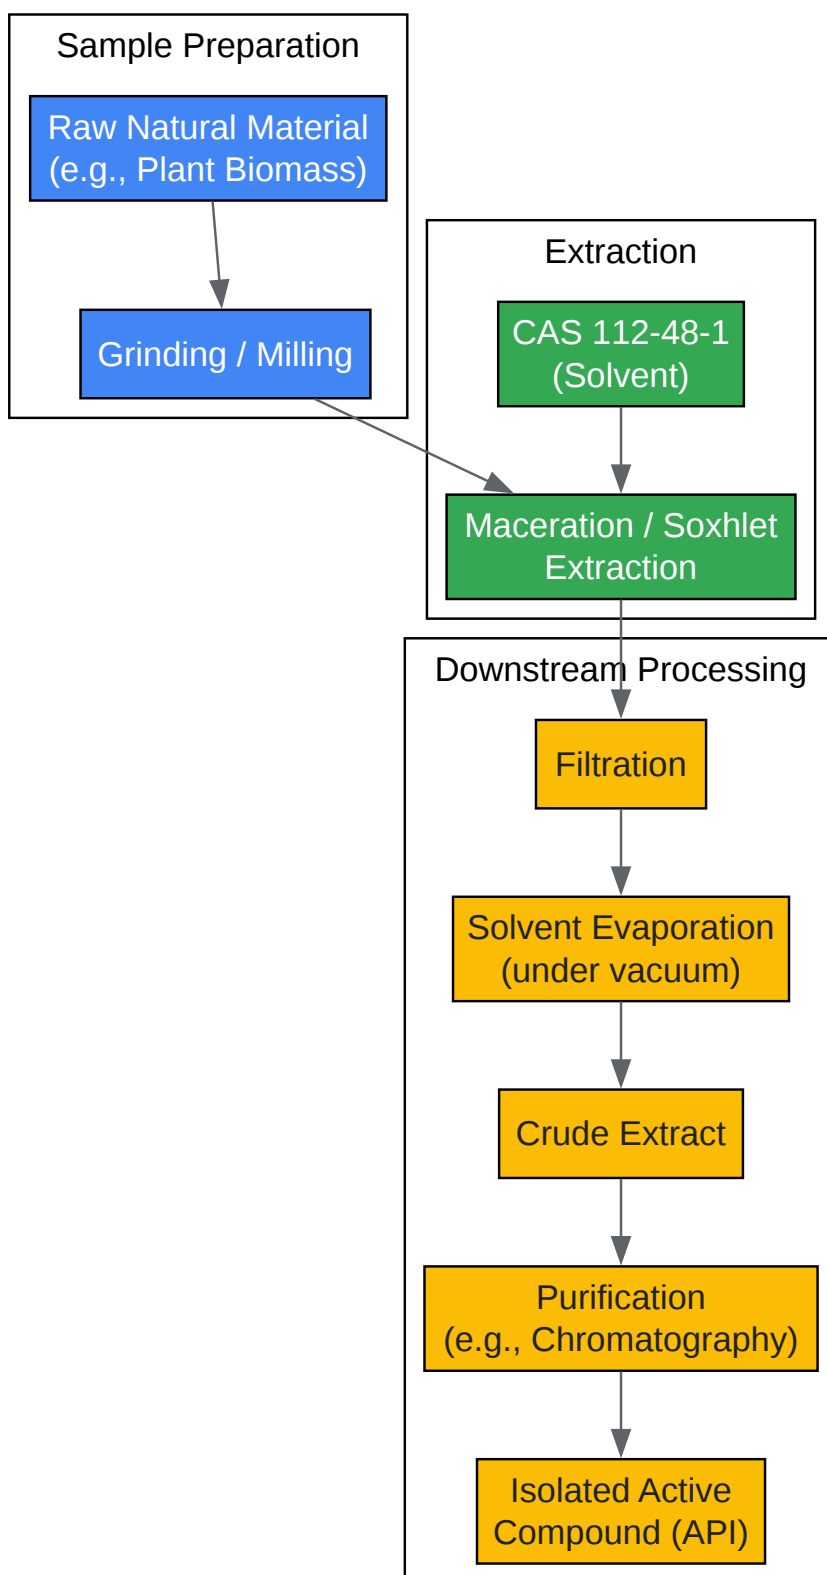 Sample Preparation
Raw Natural Material
(e.g., Plant Biomass)
Grinding / Milling
Extraction
CAS 112-48-1
(Solvent)
Maceration / Soxhlet
Extraction
Downstream Processing
Filtration
Solvent Evaporation
(under vacuum)
Crude Extract
Purification
(e.g., Chromatography)
Isolated Active
Compound (API)